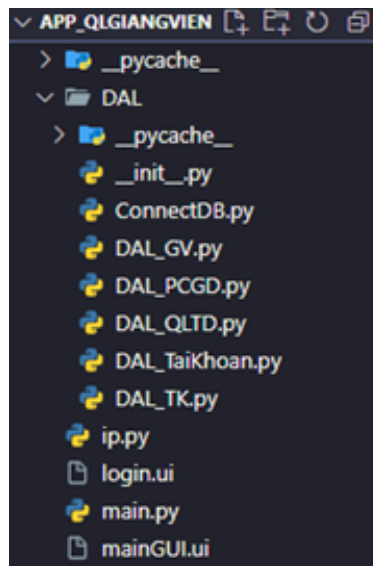 APP_QLGIANGVIEN
__pycache__
DAL
__pycache__
__init__.py
ConnectDB.py
DAL_GV.py
DAL_PCGD.py
DAL_QLTD.py
DAL_TaiKhoan.py
DAL_TK.py
ip.py
login.ui
main.py
mainGUI.ui